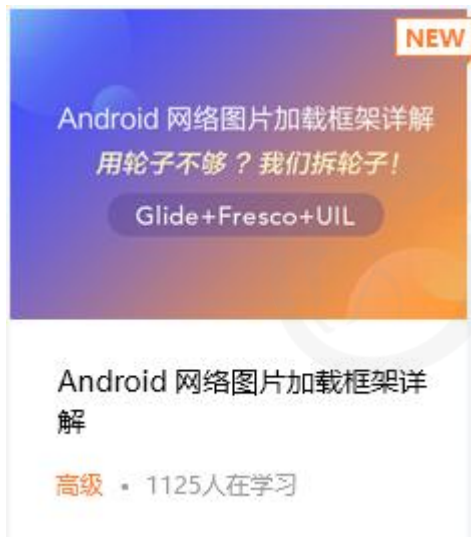 NEW
Android 网络图片加载框架详解
用轮子不够？我们拆轮子！
Glide+Fresco+UIL
Android 网络图片加载框架详
解
高级 • 1125人在学习